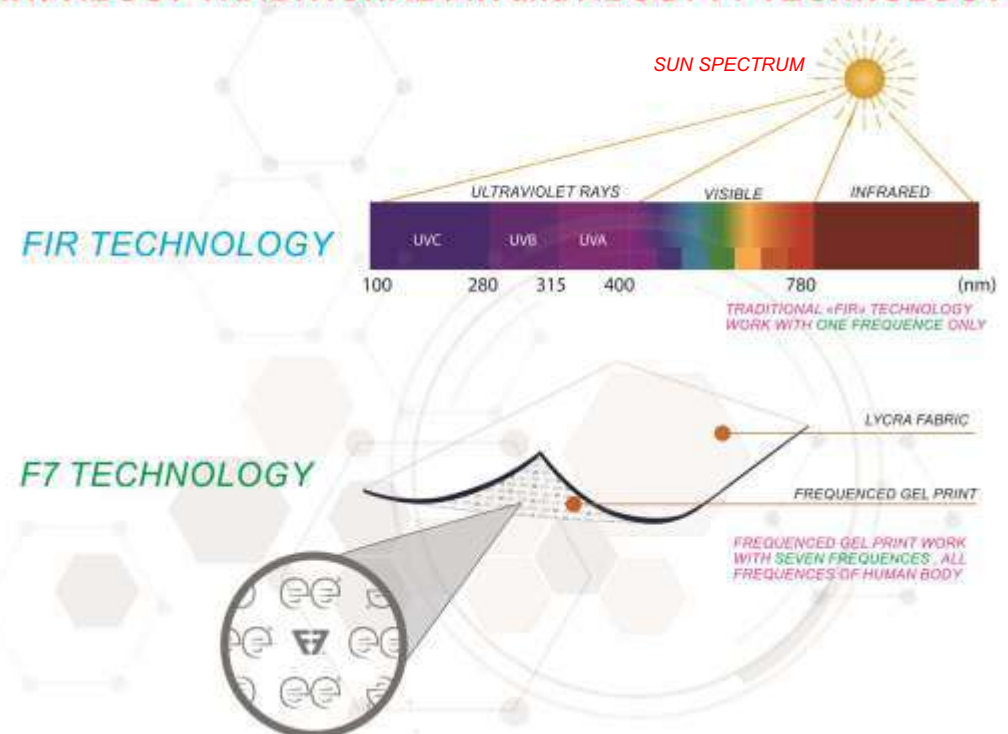 SUN SPECTRUM
ULTRAVIOLET RAYS VISIBLE INFRARED
FIR TECHNOLOGY
UVC UVB UVA
100 280 315 400 780 (nm)
TRADITIONAL «FIR» TECHNOLOGY
WORK WITH ONE FREQUENCE ONLY
LYCRA FABRIC
F7 TECHNOLOGY
FREQUENCED GEL PRINT
FREQUENCED GEL PRINT WORK
WITH SEVEN FREQUENCES , ALL
FREQUENCES OF HUMAN BODY
F7